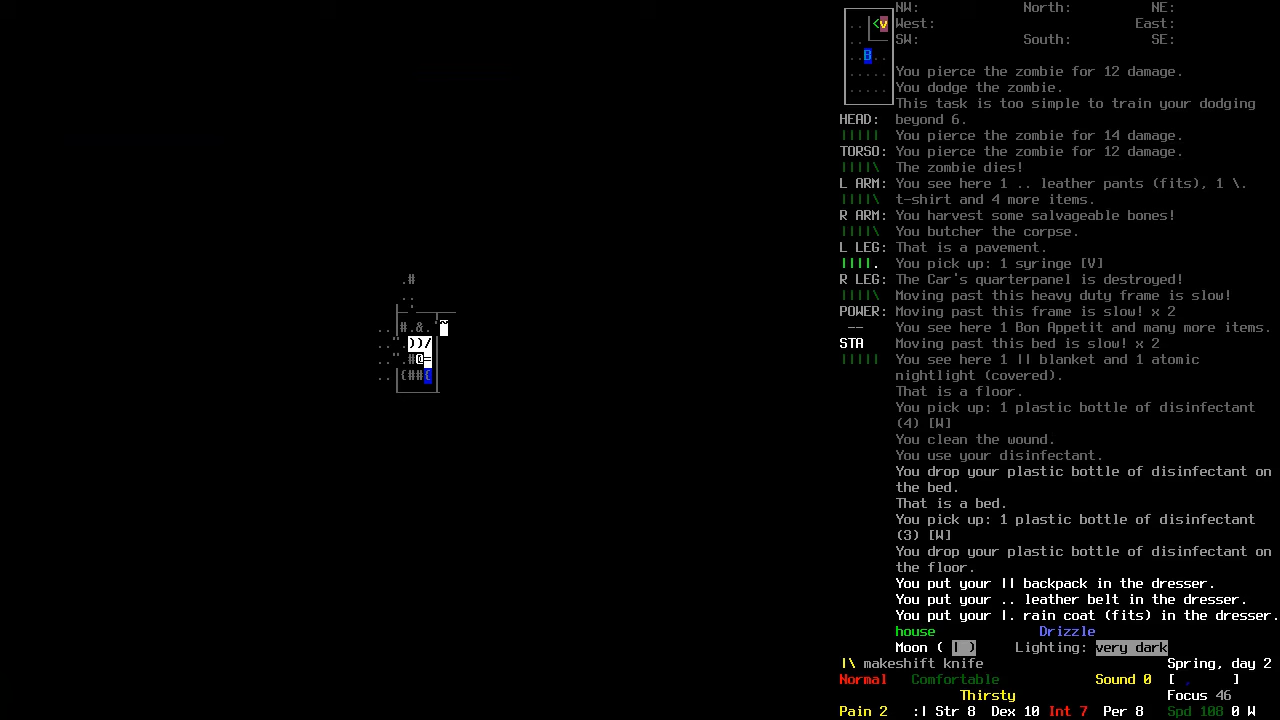 NW: North: NE:
West: East:
SW: South: SE:
You pierce the zombie for 12 damage.
You dodge the zombie.
This task is too simple to train your dodging
beyond 6.
You pierce the zombie for 14 damage.
You pierce the zombie for 12 damage.
The zombie dies!
You see here 1 .. leather pants (fits), 1 \.
t-shirt and 4 more items.
You harvest some salvageable bones!
You butcher the corpse.
That is a pavement.
You pick up: 1 syringe [V]
The Car's quarterpanel is destroyed!
Moving past this heavy duty frame is slow!
Moving past this frame is slow! x 2
You see here 1 Bon Appetit and many more items.
Moving past this bed is slow! x 2
You see here 1 || blanket and 1 atomic
nightlight (covered).
That is a floor.
You pick up: 1 plastic bottle of disinfectant
(4) [W]
You clean the wound.
You use your disinfectant.
You drop your plastic bottle of disinfectant on
the bed.
That is a bed.
You pick up: 1 plastic bottle of disinfectant
(3) [W]
You drop your plastic bottle of disinfectant on
the floor.
You put your || backpack in the dresser.
You put your .. leather belt in the dresser.
You put your |. rain coat (fits) in the dresser.
HEAD:
|||||
TORSO:
||||\
L ARM:
||||\
R ARM:
||||\
L LEG:
||||.
R LEG:
||||\
POWER:
--
STA
|||||
house Drizzle
Moon ( | ) Lighting: very dark
|\ makeshift knife Spring, day 2
Normal Comfortable Sound 0 [ . ]
Thirsty Focus 46
Pain 2 :| Str 8 Dex 10 Int 7 Per 8 Spd 108 0 W